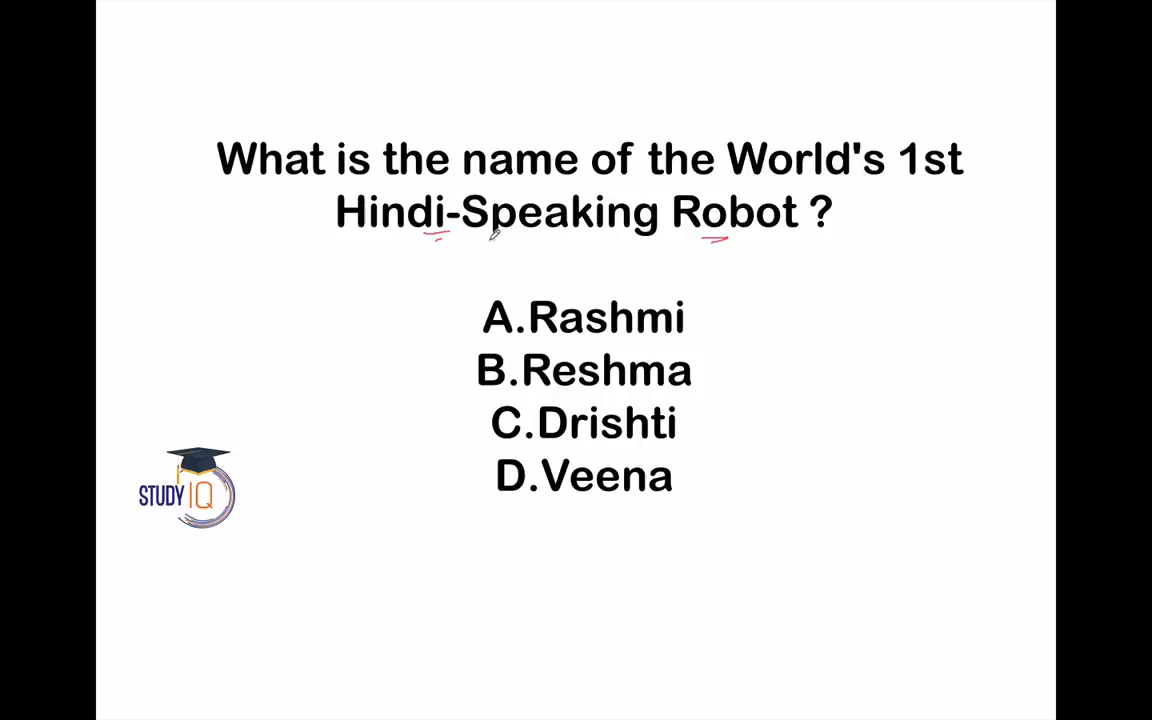 What is the name of the World's 1st
Hindi-Speaking Robot ?
A.Rashmi
B.Reshma
C.Drishti
D.Veena
STUDY IQ